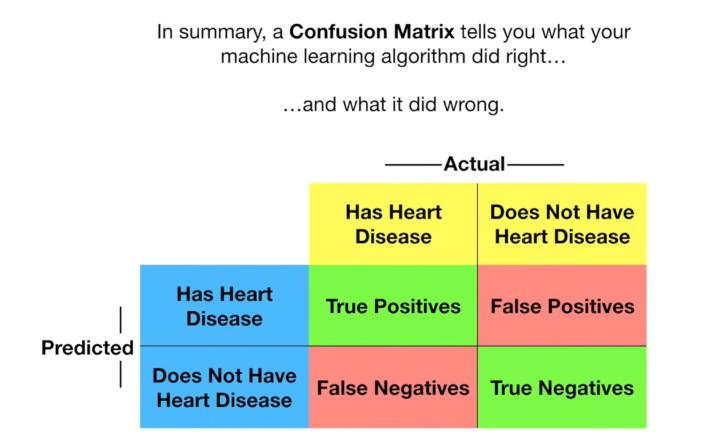 In summary, a Confusion Matrix tells you what your
machine learning algorithm did right…
…and what it did wrong.
Actual
Has Heart
Disease
Does Not Have
Heart Disease
Predicted
Has Heart
Disease
True Positives
False Positives
Does Not Have
Heart Disease
False Negatives
True Negatives